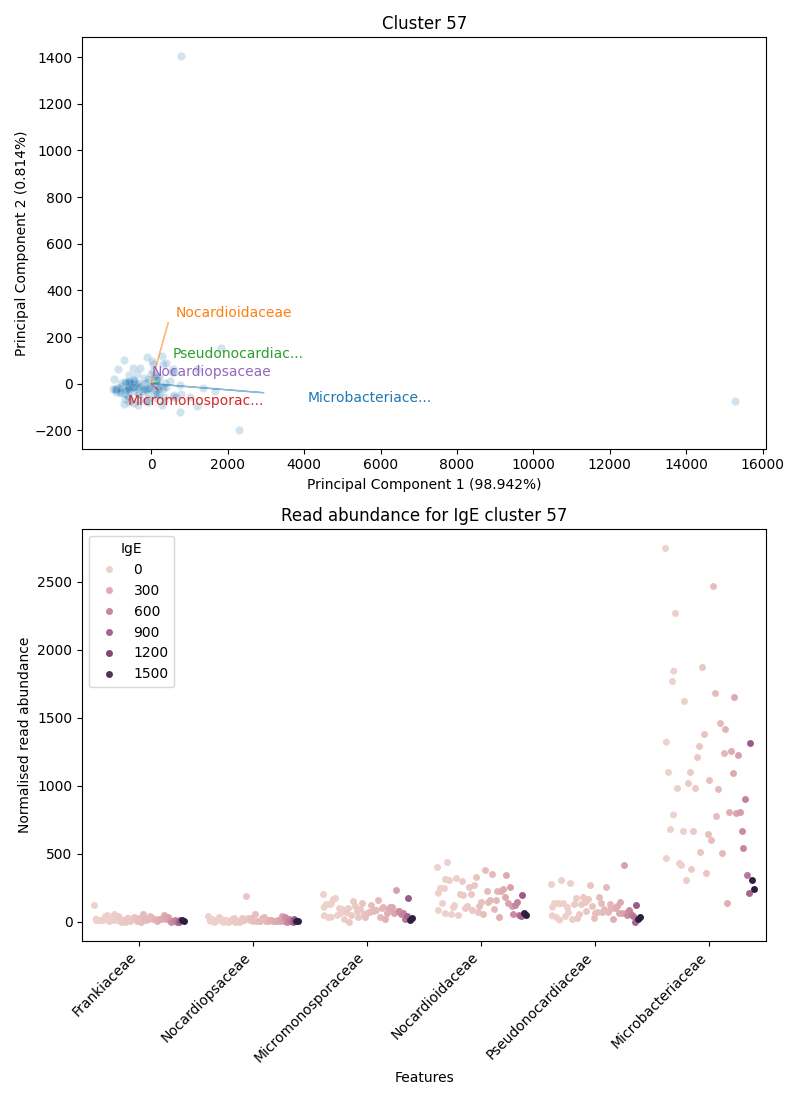 Cluster 57
1400
1200
1000
800
600
400
200
0
−200
Principal Component 2 (0.814%)
Nocardioidaceae
Pseudonocardiac...
Nocardiopsaceae
Micromonosporac...
Microbacteriace...
0 2000 4000 6000 8000 10000 12000 14000 16000
Principal Component 1 (98.942%)
Read abundance for IgE cluster 57
IgE
0
300
600
900
1200
1500
2500
2000
1500
1000
500
0
Normalised read abundance
Frankiaceae
Nocardiopsaceae
Micromonosporaceae
Nocardioidaceae
Pseudonocardiaceae
Microbacteriaceae
Features